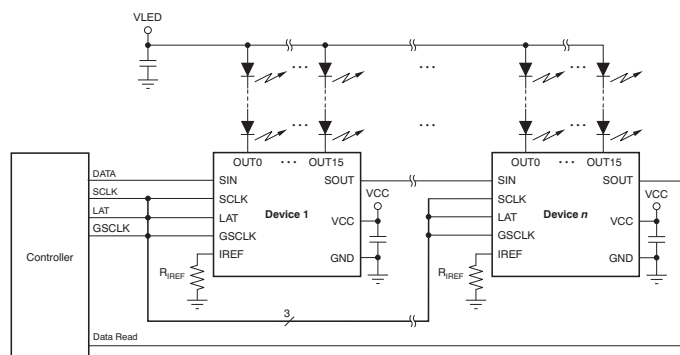 VLED
... ...
... ...
... ...
... ...
OUT0 ... OUT15
OUT0 ... OUT15
DATA
SCLK
LAT
GSCLK
Controller
SIN
SCLK
LAT
GSCLK
IREF
Device 1
SOUT
VCC
GND
VCC
RIREF
SIN
SCLK
LAT
GSCLK
IREF
Device n
SOUT
VCC
GND
VCC
RIREF
3
Data Read